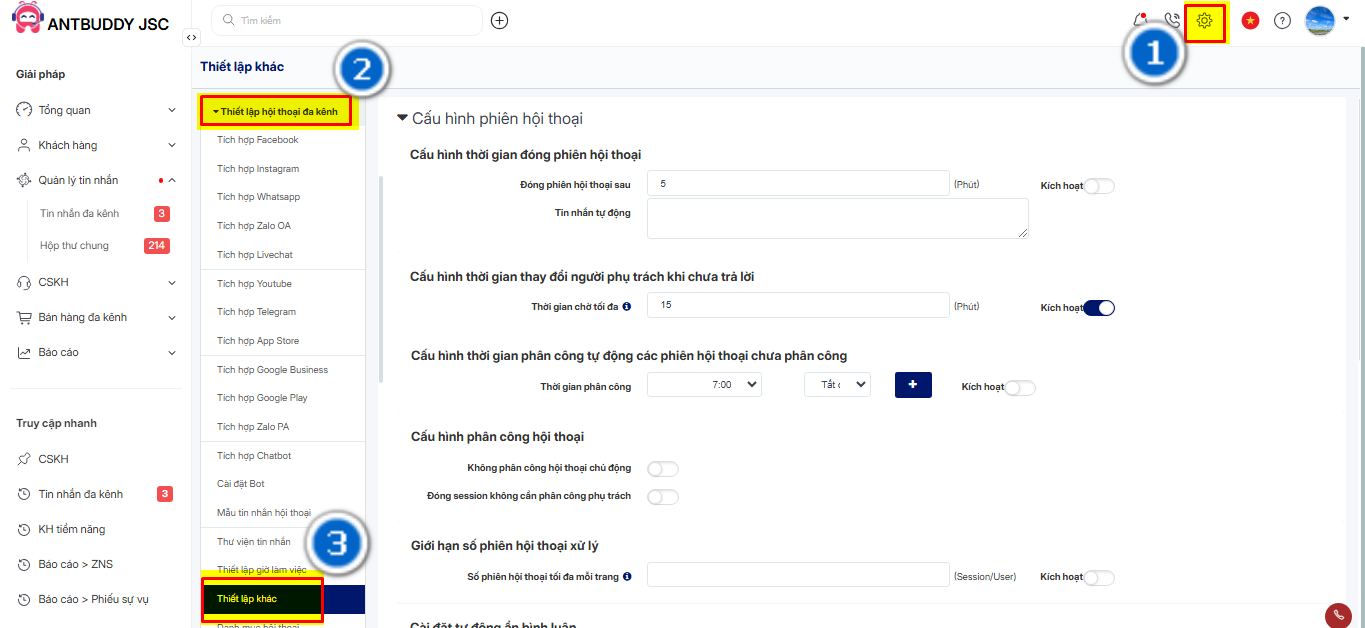 ANTBUDDY JSC
Tìm kiếm
1
Giải pháp
Tổng quan
Khách hàng
Quản lý tin nhắn
Tin nhắn đa kênh 3
Hộp thư chung 214
CSKH
Bán hàng đa kênh
Báo cáo
Truy cập nhanh
CSKH
Tin nhắn đa kênh 3
KH tiềm năng
Báo cáo > ZNS
Báo cáo > Phiếu sự vụ
Thiết lập khác
2
Thiết lập hội thoại đa kênh
Tích hợp Facebook
Tích hợp Instagram
Tích hợp Whatsapp
Tích hợp Zalo OA
Tích hợp Livechat
Tích hợp Youtube
Tích hợp Telegram
Tích hợp App Store
Tích hợp Google Business
Tích hợp Google Play
Tích hợp Zalo PA
Tích hợp Chatbot
Cài đặt Bot
Mẫu tin nhắn hội thoại
Thư viện tin nhắn
3
Thiết lập giờ làm việc
Thiết lập khác
Danh mục hội thoại
Cấu hình phiên hội thoại
Cấu hình thời gian đóng phiên hội thoại
Đóng phiên hội thoại sau 5 (Phút) Kích hoạt
Tin nhắn tự động
Cấu hình thời gian thay đổi người phụ trách khi chưa trả lời
Thời gian chờ tối đa 15 (Phút) Kích hoạt
Cấu hình thời gian phân công tự động các phiên hội thoại chưa phân công
Thời gian phân công 7:00 Tất c + Kích hoạt
Cấu hình phân công hội thoại
Không phân công hội thoại chủ động
Đóng session không cần phân công phụ trách
Giới hạn số phiên hội thoại xử lý
Số phiên hội thoại tối đa mỗi trang (Session/User) Kích hoạt
Cài đặt tự động ẩn bình luận